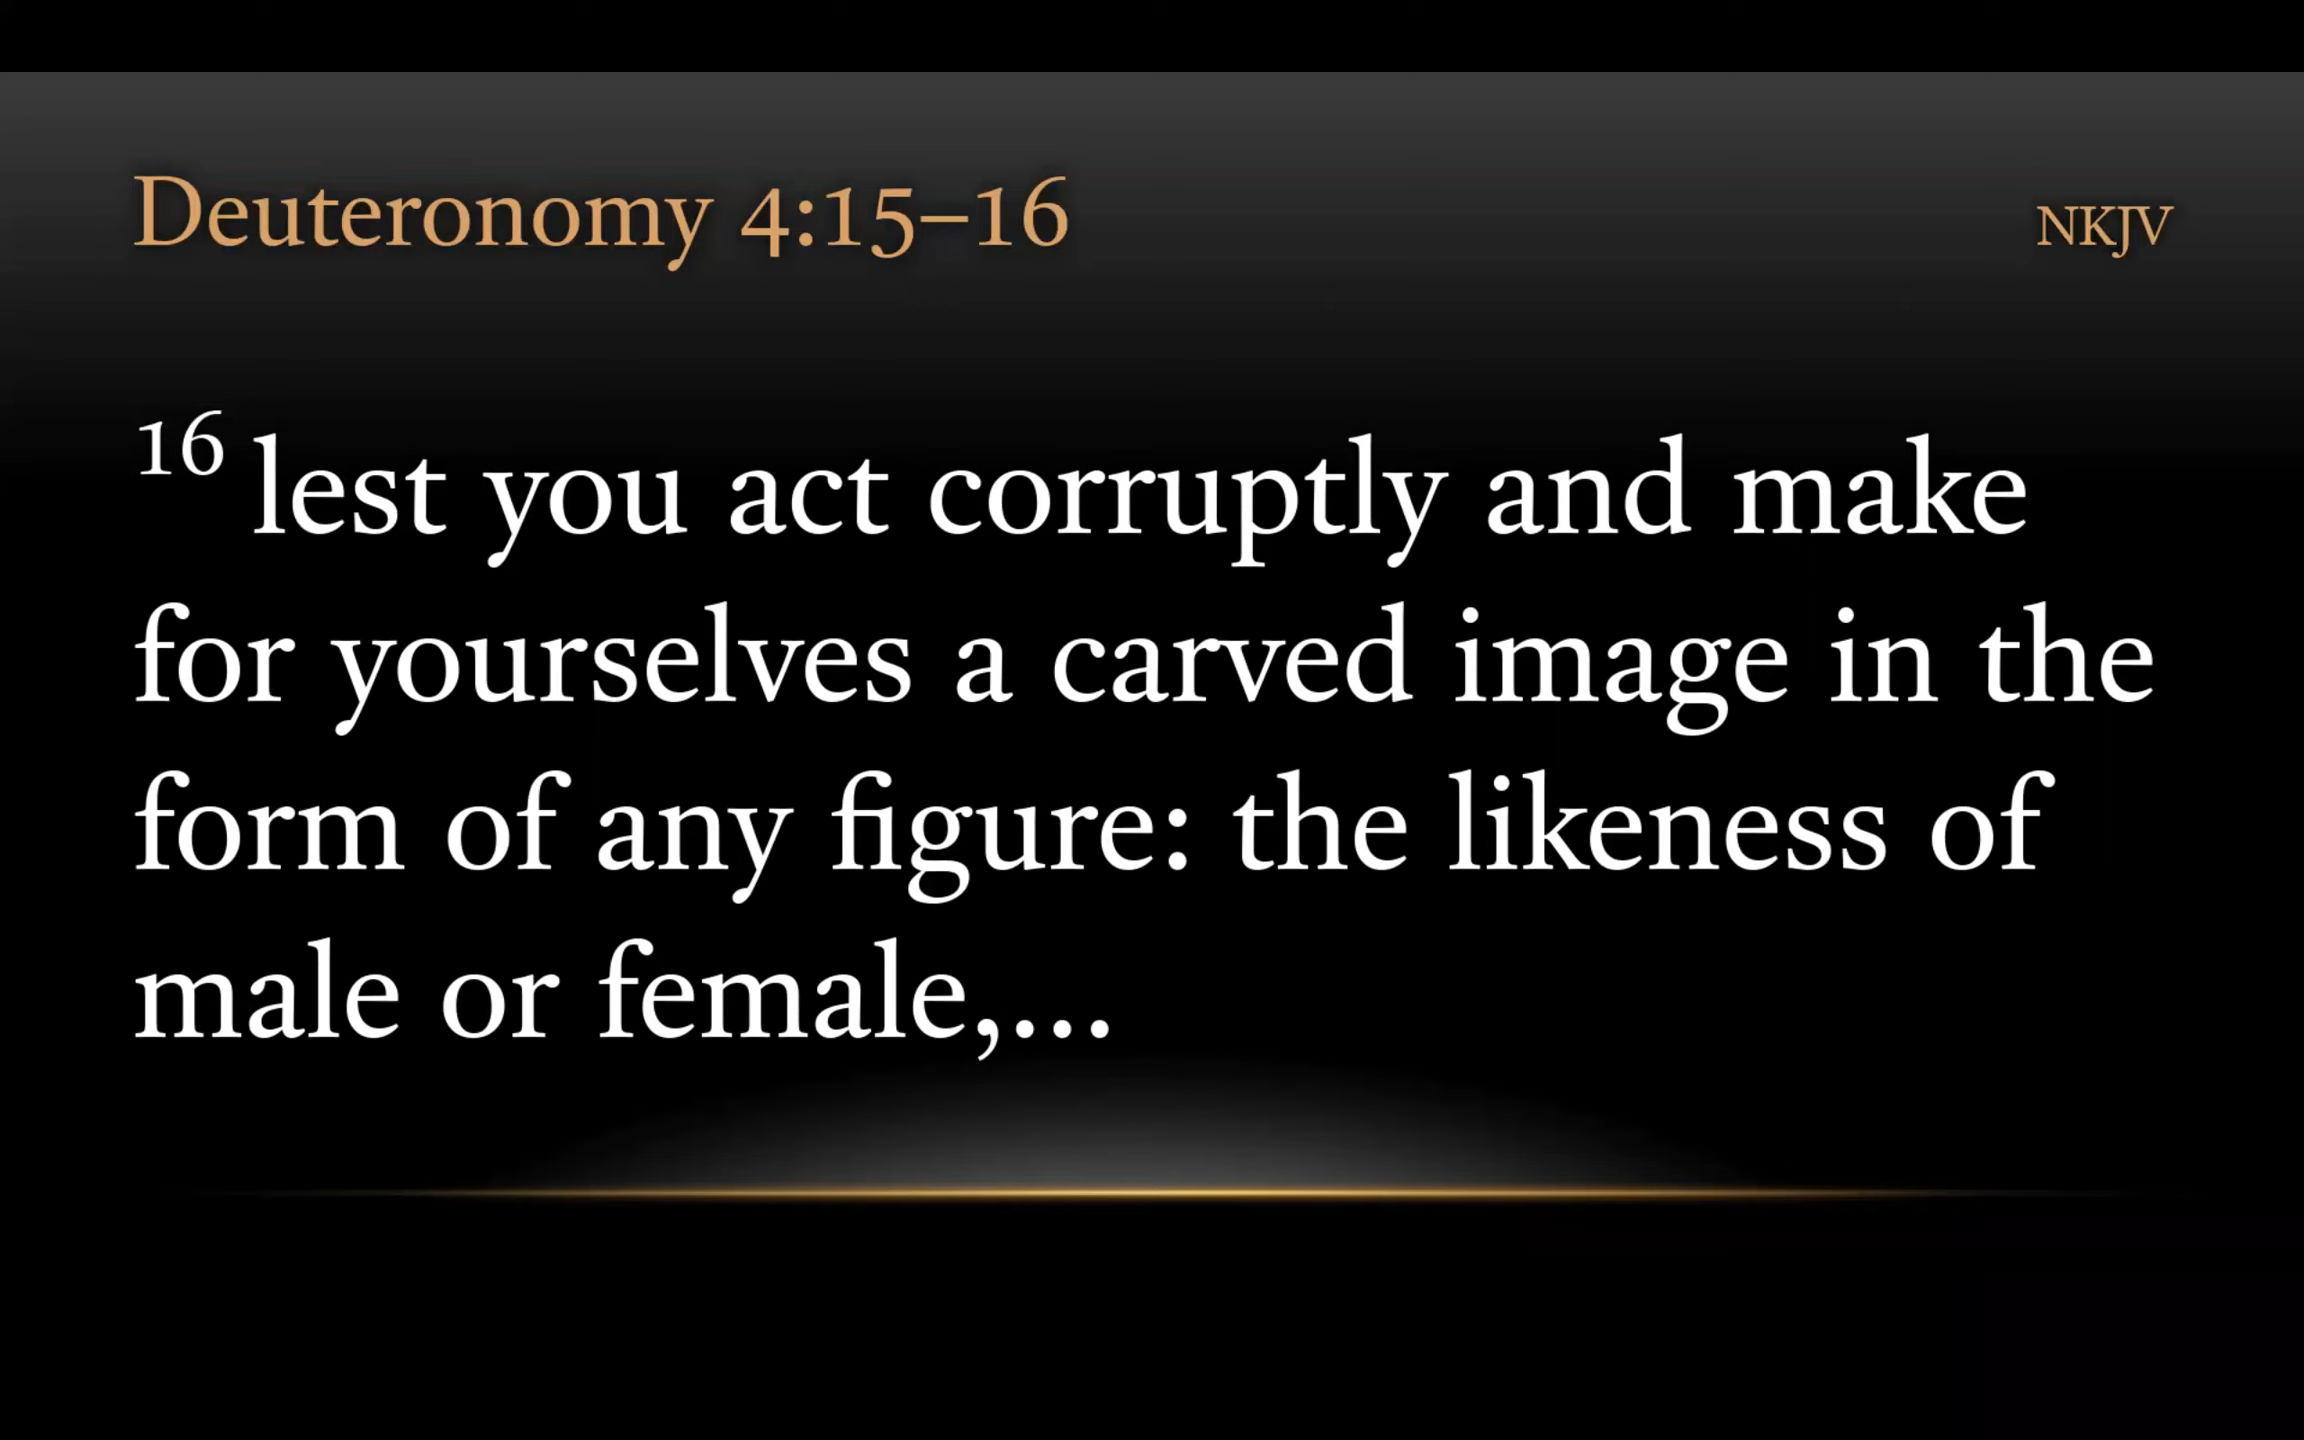 Deuteronomy 4:15–16 NKJV
16 lest you act corruptly and make
for yourselves a carved image in the
form of any figure: the likeness of
male or female,...